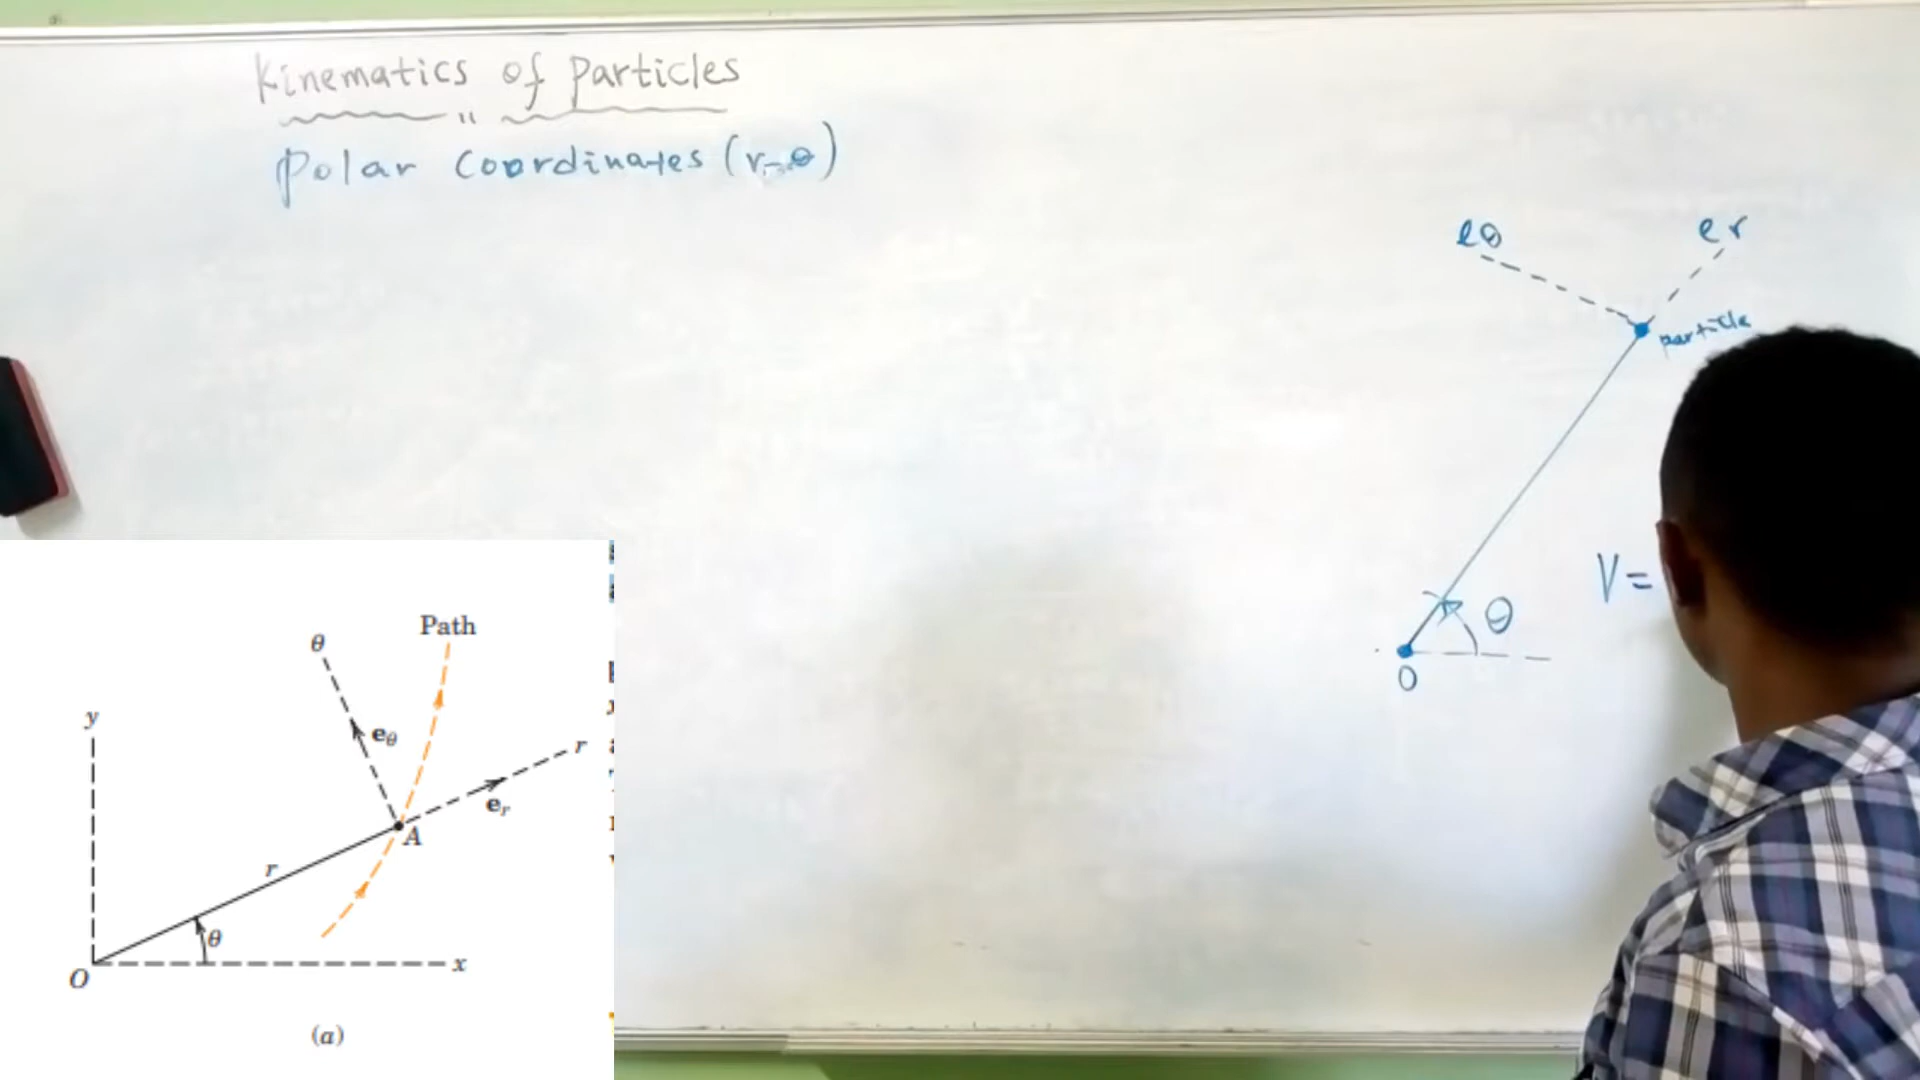 Kinematics of particles
Polar Coordinates (r-θ)
eθ
er
particle
θ
V=
O
Path
θ
y
eθ
r
er
A
r
θ
O
x
(a)